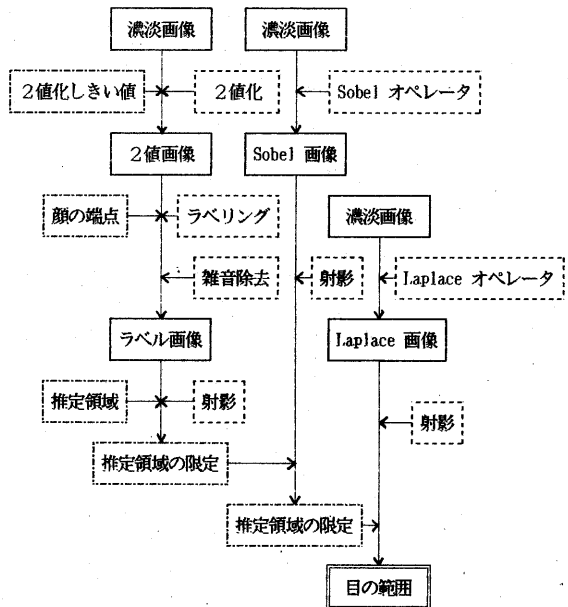 濃淡画像
濃淡画像
2値化しきい値
2値化
Sobel オペレータ
2値画像
Sobel 画像
顔の端点
ラベリング
濃淡画像
雑音除去
射影
Laplace オペレータ
ラベル画像
Laplace 画像
推定領域
射影
射影
推定領域の限定
推定領域の限定
目の範囲